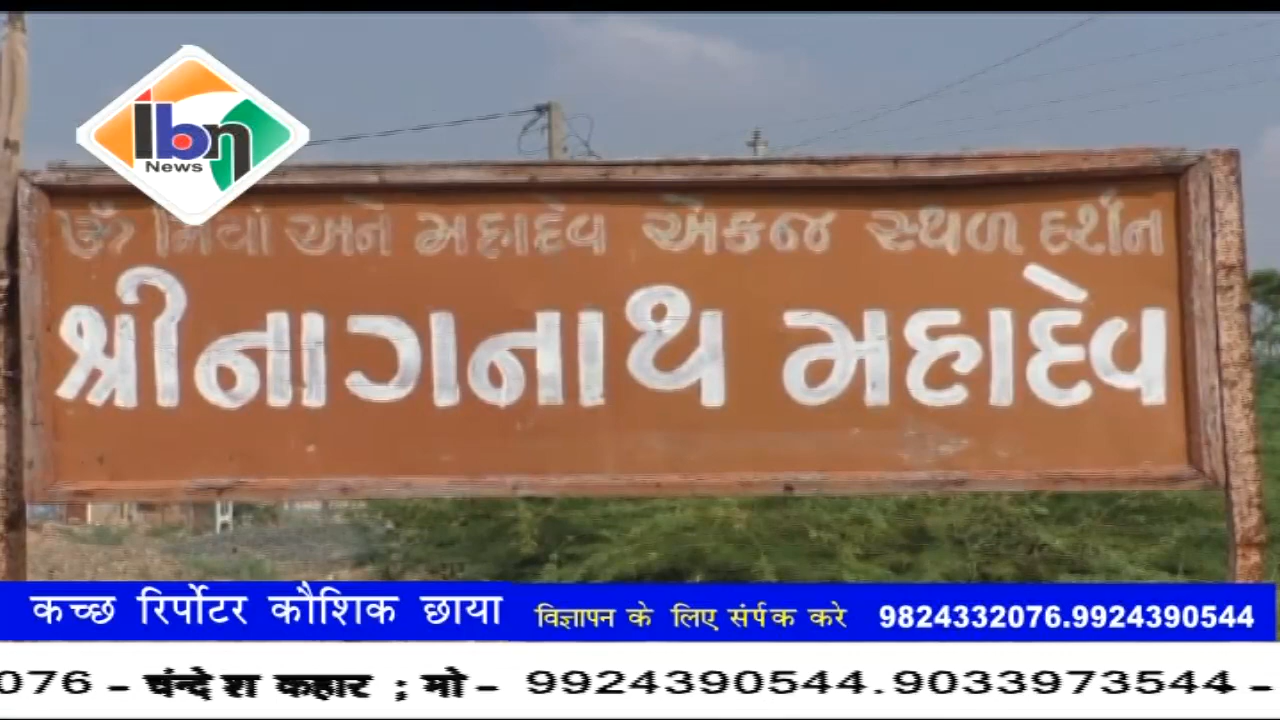 Ibn
News
ૐ મિયાં અને મહાદેવ એકજ સ્થળ દર્શન
શ્રી નાગનાથ મહાદેવ
कच्छ रिर्पोटर कौशिक छाया विज्ञापन के लिए संर्पक करे 9824332076.9924390544
076 - चंन्देश कहार ; मो - 9924390544.9033973544 -